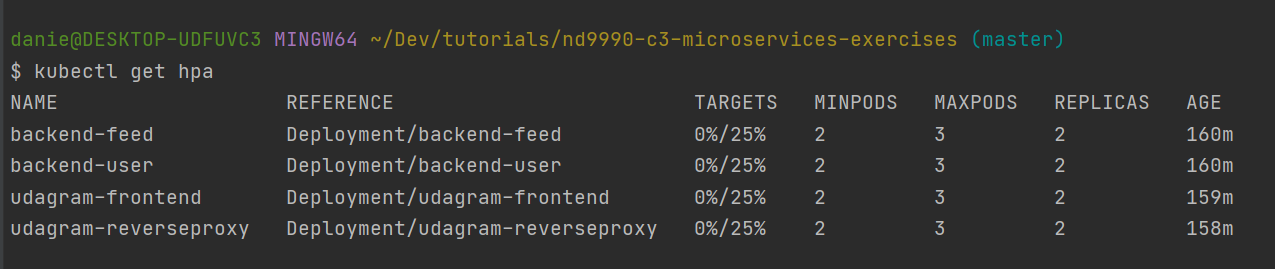 danie@DESKTOP-UDFUVC3 MINGW64 ~/Dev/tutorials/nd9990-c3-microservices-exercises (master)
$ kubectl get hpa
NAME                   REFERENCE                         TARGETS   MINPODS   MAXPODS   REPLICAS   AGE
backend-feed           Deployment/backend-feed           0%/25%    2         3         2          160m
backend-user           Deployment/backend-user           0%/25%    2         3         2          160m
udagram-frontend       Deployment/udagram-frontend       0%/25%    2         3         2          159m
udagram-reverseproxy   Deployment/udagram-reverseproxy   0%/25%    2         3         2          158m